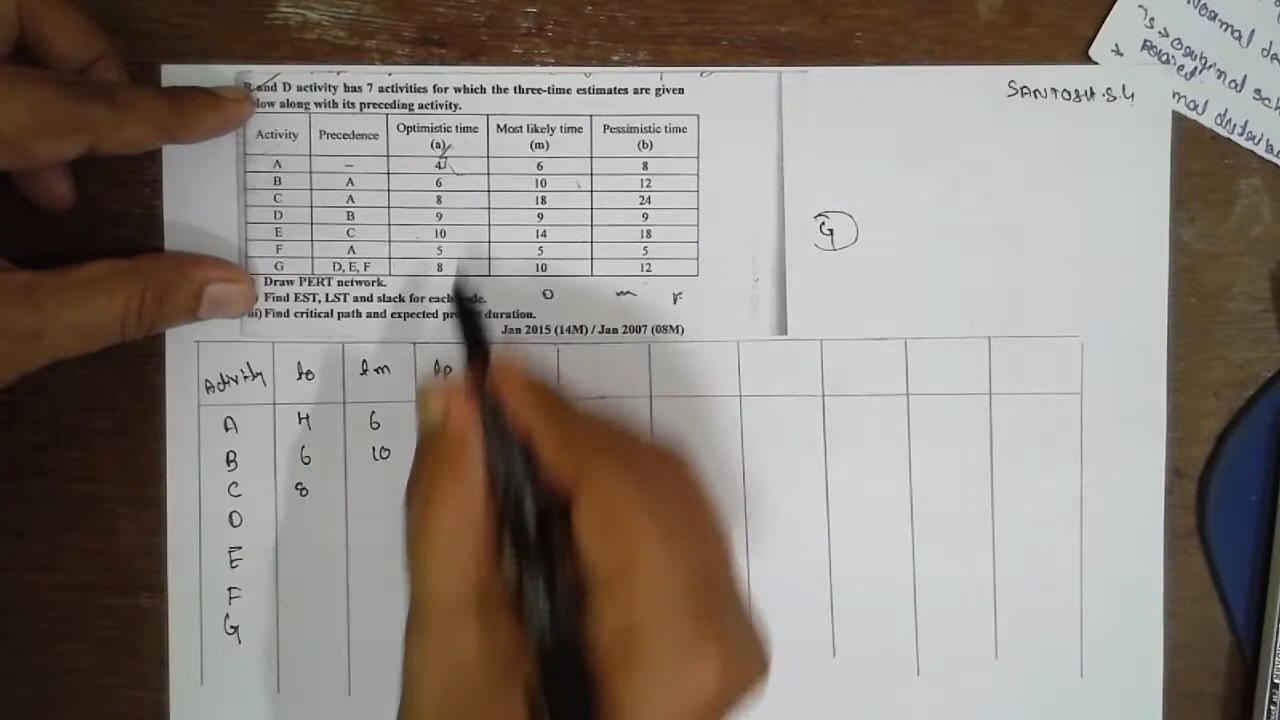 and D activity has 7 activities for which the three-time estimates are given
low along with its preceding activity.
Activity Precedence Optimistic time (a) Most likely time (m) Pessimistic time (b)
A – 4 6 8
B A 6 10 12
C A 8 18 24
D B 9 9 9
E C 10 14 18
F A 5 5 5
G D, E, F 8 10 12
Draw PERT network.
) Find EST, LST and slack for each
iii) Find critical path and expected duration.
Jan 2015 (14M) / Jan 2007 (08M)
o m
SANTOSH.S.
G
Activity to tm tp
A 4 6
B 6 10
C 8
D
E
F
G
Normal
→ Original
→